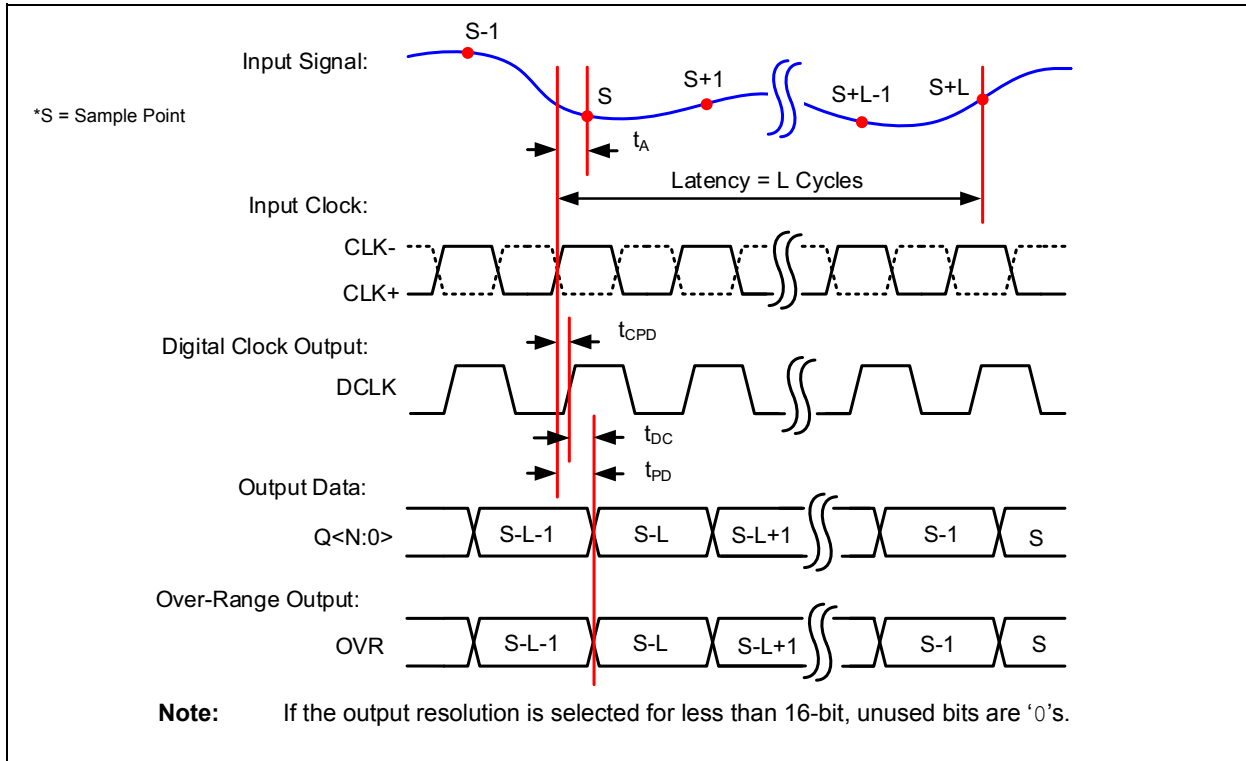 S-1
Input Signal:
S
S+1
S+L-1
S+L
*S = Sample Point
tA
Latency = L Cycles
Input Clock:
CLK-
CLK+
tCPD
Digital Clock Output:
DCLK
tDC
tPD
Output Data:
Q<N:0> S-L-1 S-L S-L+1 S-1 S
Over-Range Output:
OVR S-L-1 S-L S-L+1 S-1 S
Note: If the output resolution is selected for less than 16-bit, unused bits are ‘0’s.